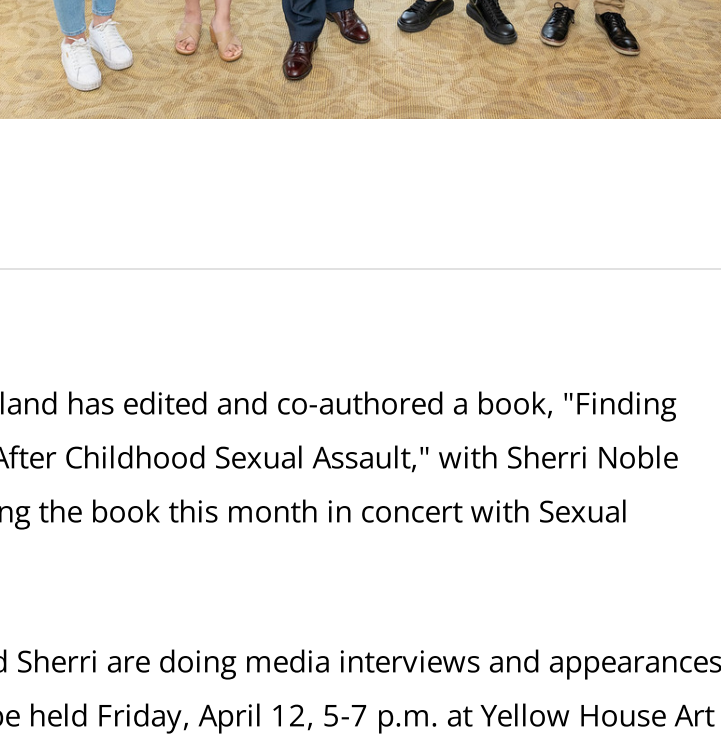 land has edited and co-authored a book, "Finding
After Childhood Sexual Assault," with Sherri Noble
ng the book this month in concert with Sexual
d Sherri are doing media interviews and appearances
be held Friday, April 12, 5-7 p.m. at Yellow House Art